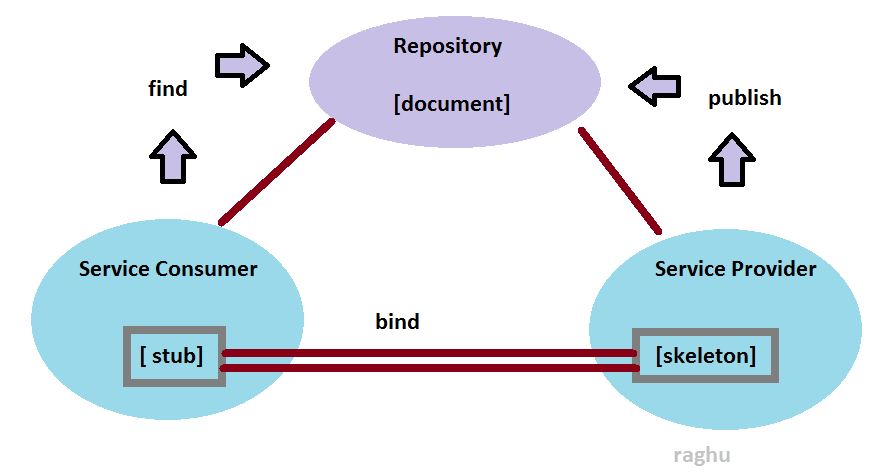 Repository
[document]
find
publish
Service Consumer
Service Provider
bind
[ stub]
[skeleton]
raghu